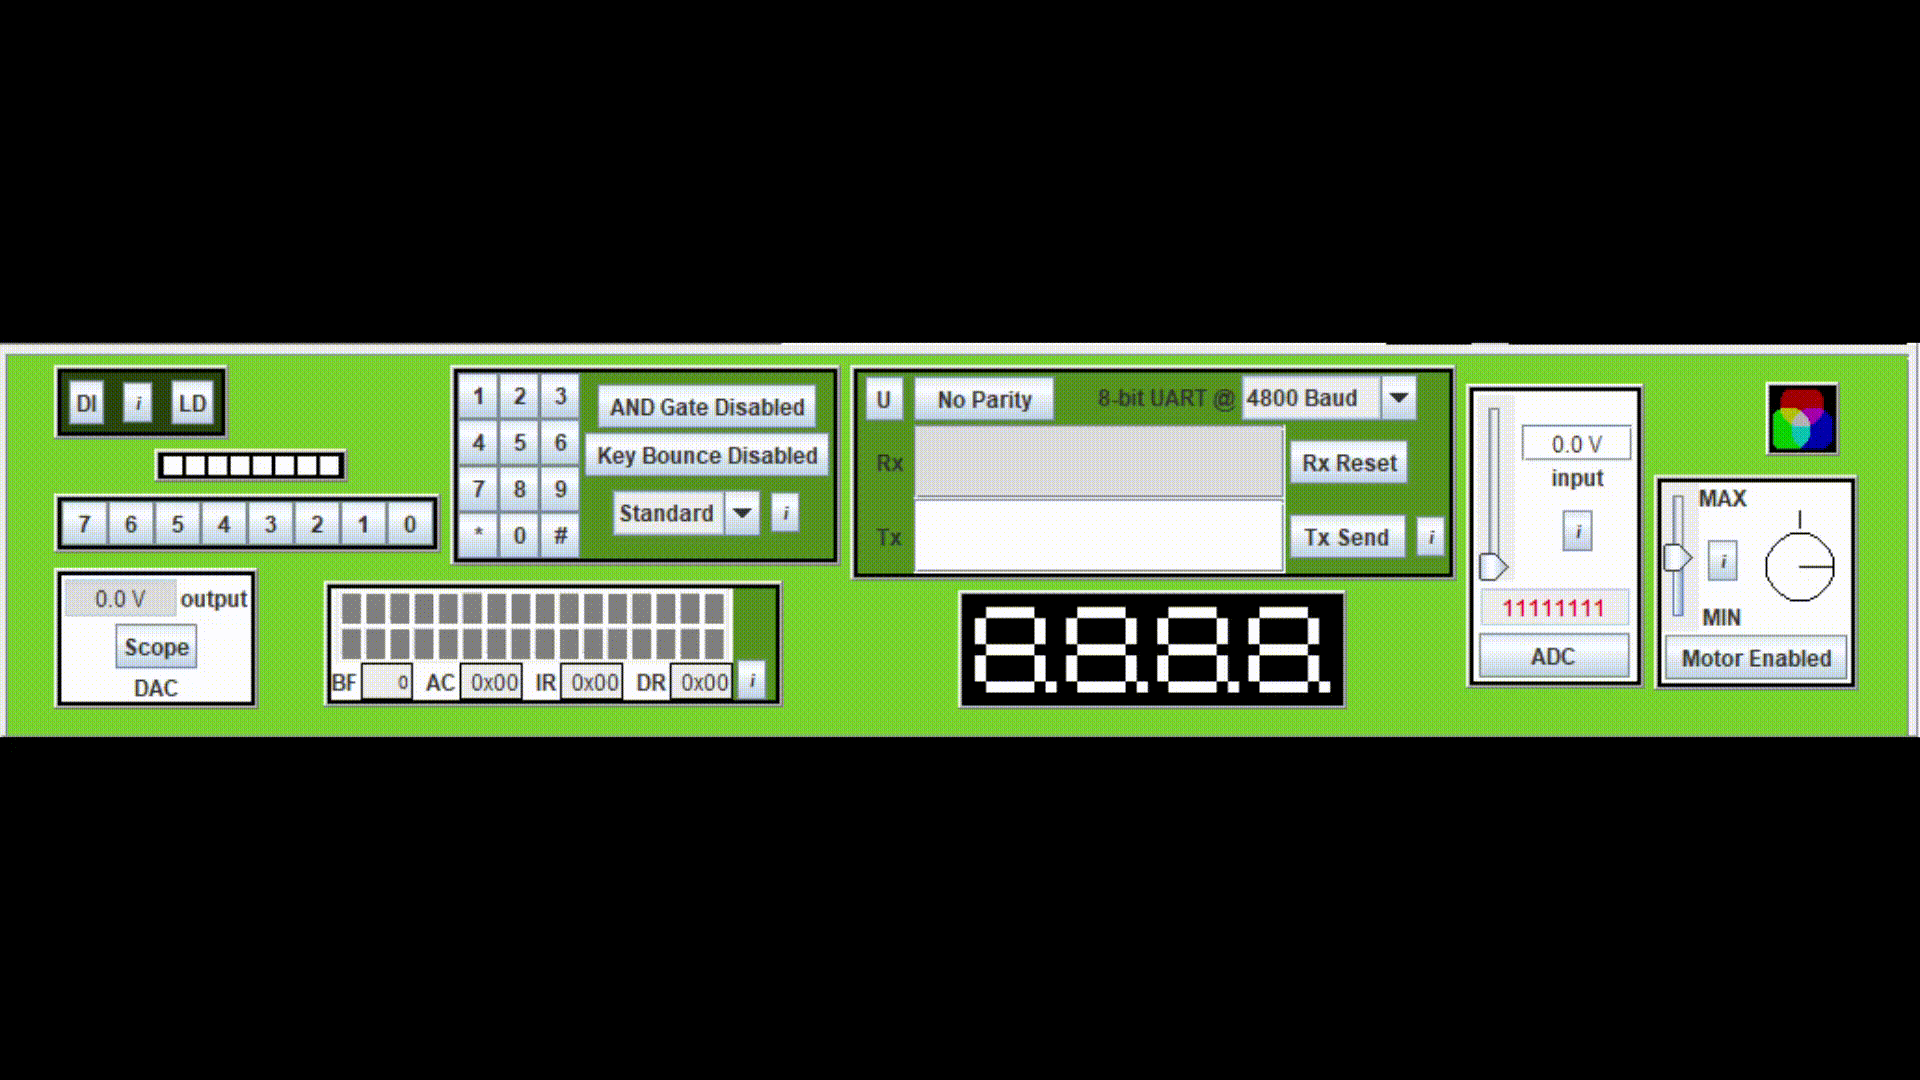 DI i LD
7 6 5 4 3 2 1 0
0.0 V output
Scope
DAC
1 2 3
4 5 6
7 8 9
* 0 #
AND Gate Disabled
Key Bounce Disabled
Standard i
BF 0 AC 0x00 IR 0x00 DR 0x00 i
U No Parity 8-bit UART @ 4800 Baud
Rx Rx Reset
Tx Tx Send i
8.8.8.8.
0.0 V
input
i
11111111
ADC
MAX
i
MIN
Motor Enabled